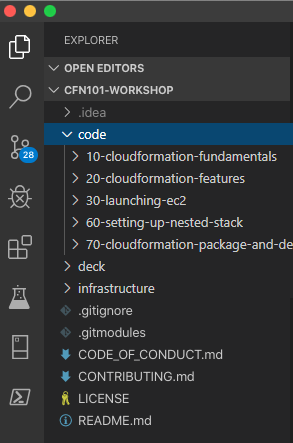 EXPLORER
OPEN EDITORS
CFN101-WORKSHOP
.idea
code
10-cloudformation-fundamentals
20-cloudformation-features
28
30-launching-ec2
60-setting-up-nested-stack
70-cloudformation-package-and-de
deck
infrastructure
.gitignore
.gitmodules
CODE_OF_CONDUCT.md
CONTRIBUTING.md
LICENSE
README.md